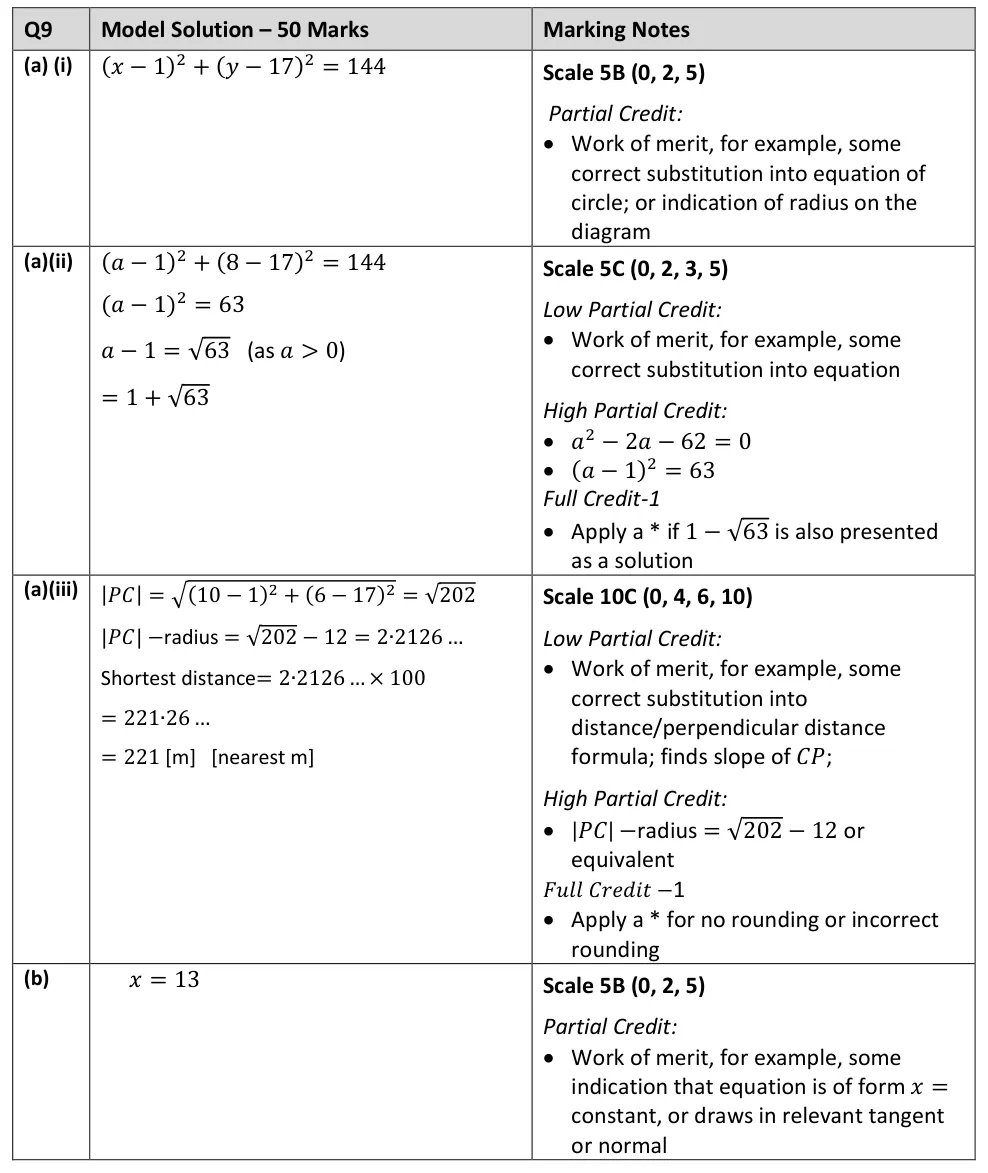 Q9 Model Solution – 50 Marks Marking Notes
(a) (i) (𝑥 − 1)² + (𝑦 − 17)² = 144
Scale 5B (0, 2, 5)
Partial Credit:
• Work of merit, for example, some
correct substitution into equation of
circle; or indication of radius on the
diagram
(a)(ii) (𝑎 − 1)² + (8 − 17)² = 144
(𝑎 − 1)² = 63
𝑎 − 1 = √63 (as 𝑎 > 0)
= 1 + √63
Scale 5C (0, 2, 3, 5)
Low Partial Credit:
• Work of merit, for example, some
correct substitution into equation
High Partial Credit:
• 𝑎² − 2𝑎 − 62 = 0
• (𝑎 − 1)² = 63
Full Credit-1
• Apply a * if 1 − √63 is also presented
as a solution
(a)(iii) |𝑃𝐶| = √((10 − 1)² + (6 − 17)²) = √202
|𝑃𝐶| −radius = √202 − 12 = 2·2126 …
Shortest distance= 2·2126 … × 100
= 221·26 …
= 221 [m] [nearest m]
Scale 10C (0, 4, 6, 10)
Low Partial Credit:
• Work of merit, for example, some
correct substitution into
distance/perpendicular distance
formula; finds slope of 𝐶𝑃;
High Partial Credit:
• |𝑃𝐶| −radius = √202 − 12 or
equivalent
𝐹𝑢𝑙𝑙 𝐶𝑟𝑒𝑑𝑖𝑡 −1
• Apply a * for no rounding or incorrect
rounding
(b) 𝑥 = 13
Scale 5B (0, 2, 5)
Partial Credit:
• Work of merit, for example, some
indication that equation is of form 𝑥 =
constant, or draws in relevant tangent
or normal